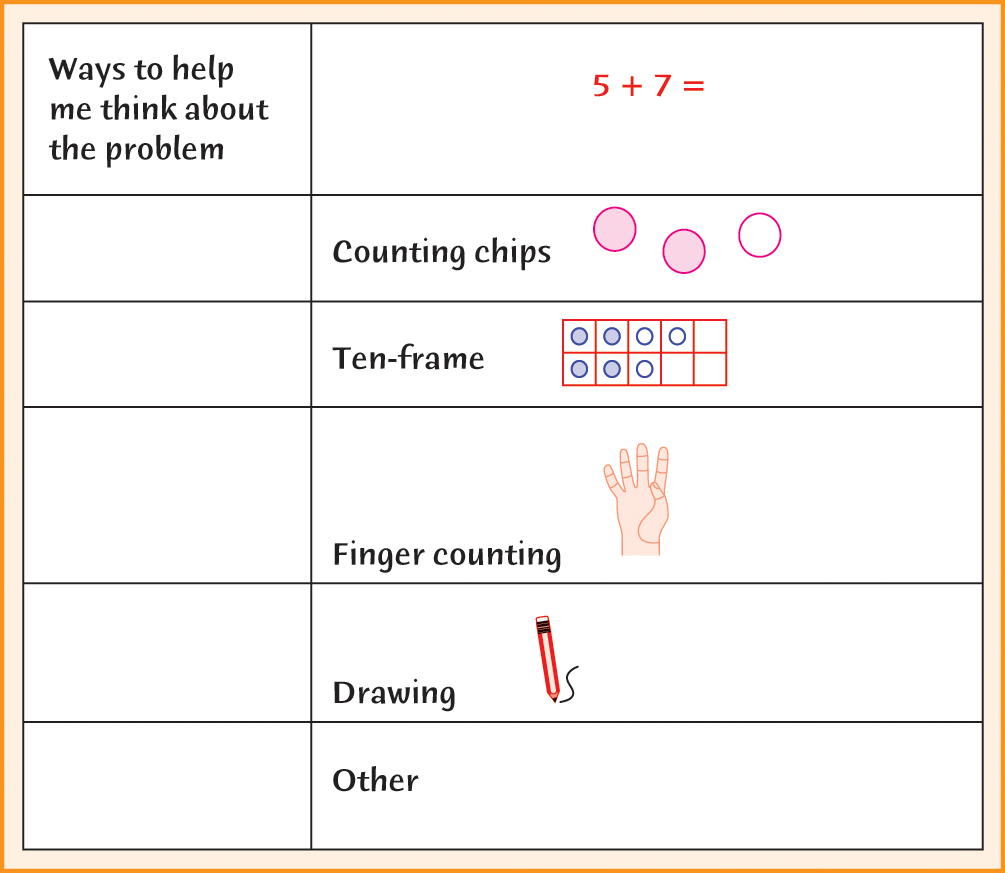 Ways to help
me think about
the problem
5 + 7 =
Counting chips
Ten-frame
Finger counting
Drawing
Other